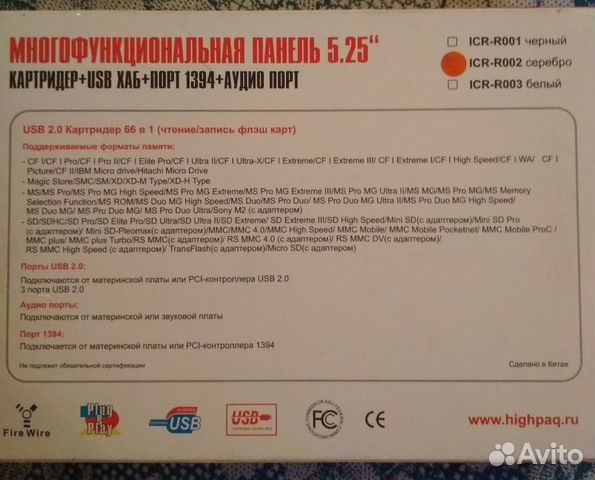 МНОГОФУНКЦИОНАЛЬНАЯ ПАНЕЛЬ 5.25“
КАРТРИДЕР+USB ХАБ+ПОРТ 1394+АУДИО ПОРТ
ICR-R001 черный
ICR-R002 серебро
ICR-R003 белый
USB 2.0 Картридер 66 в 1 (чтение/запись флэш карт)
Поддерживаемые форматы памяти:
- CF I/CF I Pro/CF I Pro II/CF I Elite Pro/CF I Ultra II/CF I Ultra-X/CF I Extreme/CF I Extreme III/ CF I Extreme I/CF I High Speed/CF I WA/ CF I
Picture/CF II/IBM Micro drive/Hitachi Micro Drive
- Magic Store/SMC/SM/XD/XD-M Type/XD-H Type
- MS/MS Pro/MS Pro MG High Speed/MS Pro MG Extreme/MS Pro MG Extreme III/MS Pro MG Ultra II/MS MG/MS Pro MG/MS Memory
Selection Function/MS ROM/MS Duo MG High Speed/MS Duo/MS Pro Duo/ MS Pro Duo MG Ultra II/MS Pro Duo MG High Speed/
MS Duo MG/ MS Pro Duo MG/ MS Pro Duo Ultra/Sony M2 (с адаптером)
- SD/SDHC/SD Pro/SD Elite Pro/SD Ultra/SD Ultra II/SD Extreme/ SD Extreme III/SD High Speed/Mini SD(с адаптером)/Mini SD Pro
(с адаптером)/ Mini SD-Pleomax(с адаптером)/MMC/MMC 4.0/MMC High Speed/ MMC Mobile/ MMC Mobile Pocketnet/ MMC Mobile ProC /
MMC plus/ MMC plus Turbo/RS MMC(с адаптером)/ RS MMC 4.0 (с адаптером)/ RS MMC DV(с адаптером)/
RS MMC High Speed (с адаптером)/ TransFlash(с адаптером)/Micro SD(с адаптером)
Порты USB 2.0:
Подключаются от материнской платы или PCI-контроллера USB 2.0
3 порта USB 2.0
Аудио порты:
Подключаются от материнской или звуковой платы
Порт 1394:
Подключается от материнской платы или PCI-контроллера 1394
Не подлежит обязательной сертификации
Сделано в Китае
FireWire
Plug & Play
HI-SPEED
CERTIFIED
USB
USB
FC
CE
www.highpaq.ru
Avito